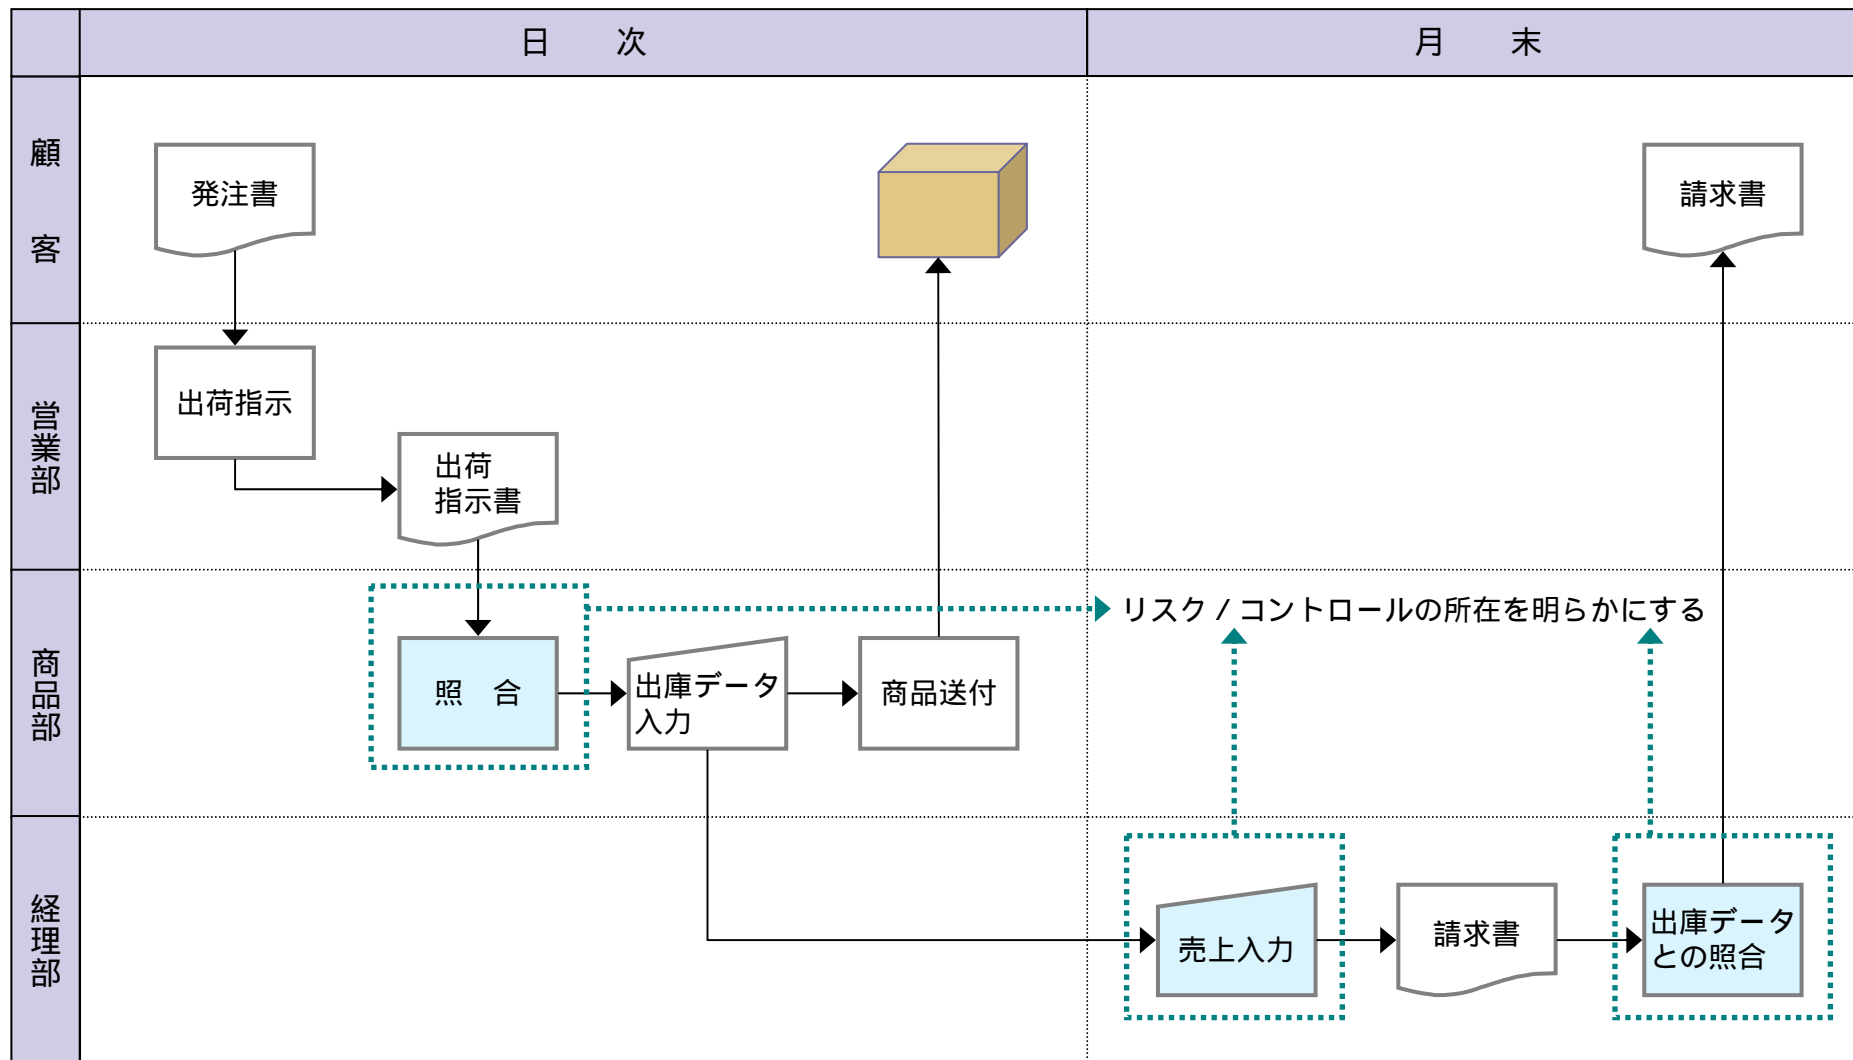 日　次
月　末
顧客
発注書
請求書
営業部
出荷指示
出荷
指示書
商品部
リスク / コントロールの所在を明らかにする
照　合
出庫データ
入力
商品送付
経理部
売上入力
請求書
出庫データ
との照合